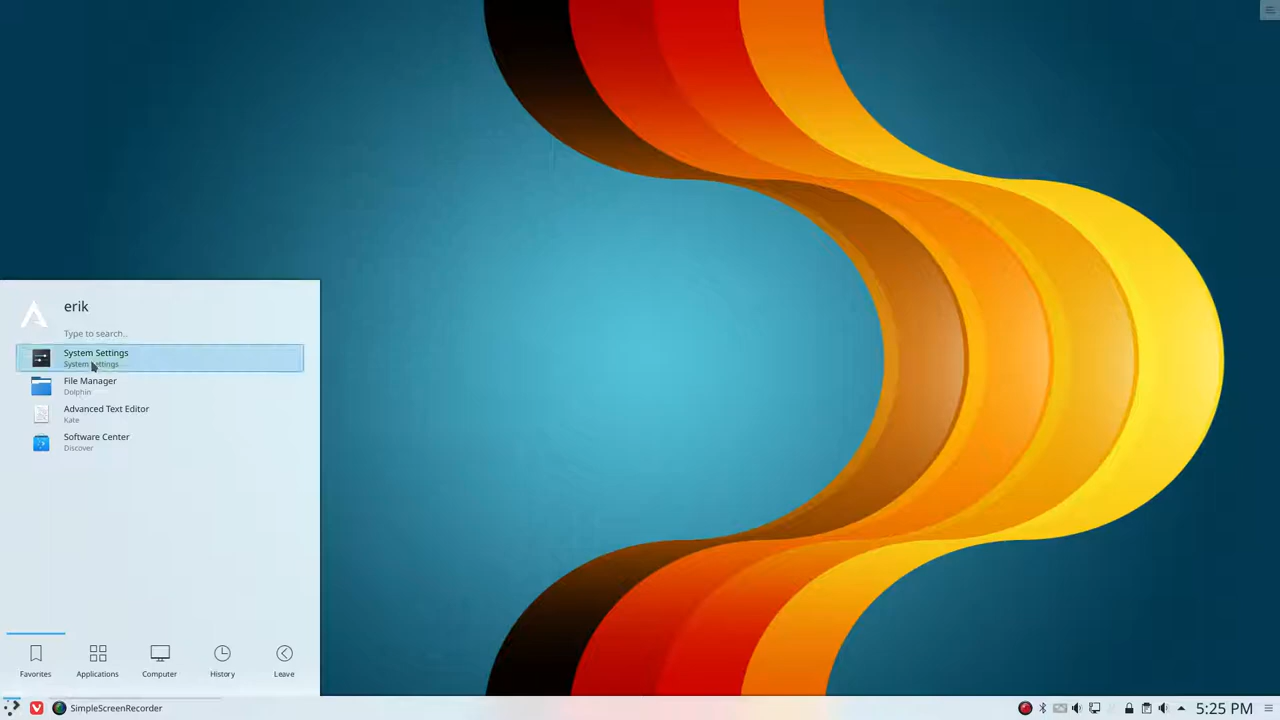 erik
Type to search..
System Settings
System Settings
File Manager
Dolphin
Advanced Text Editor
Kate
Software Center
Discover
Favorites
Applications
Computer
History
Leave
SimpleScreenRecorder
5:25 PM